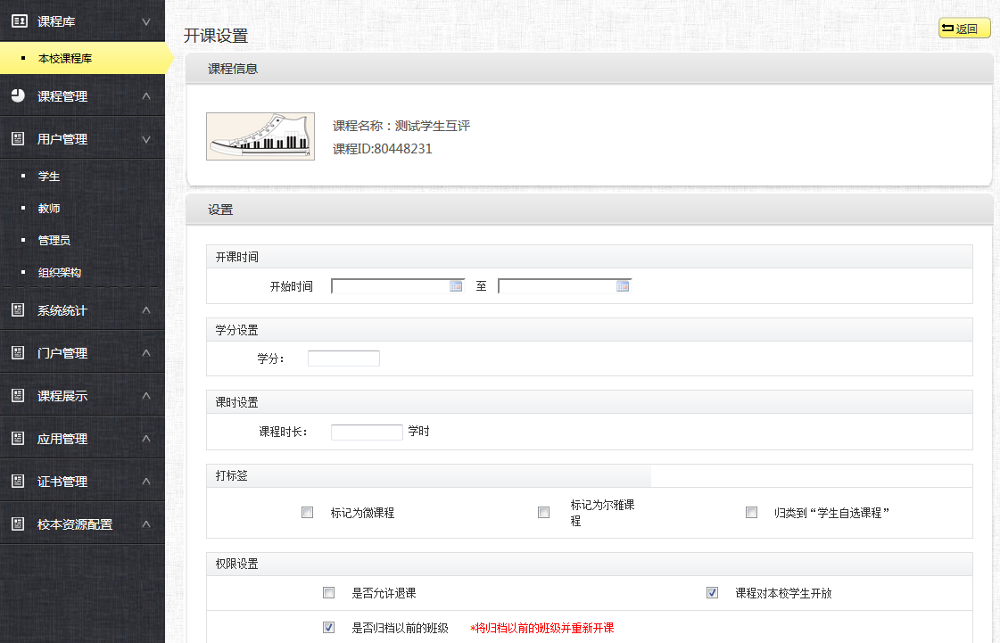 课程库
本校课程库
课程管理
用户管理
学生
教师
管理员
组织架构
系统统计
门户管理
课程展示
应用管理
证书管理
校本资源配置
开课设置
返回
课程信息
课程名称：测试学生互评
课程ID:80448231
设置
开课时间
开始时间 至
学分设置
学分：
课时设置
课程时长： 学时
打标签
标记为微课程
标记为尔雅课
程
归类到“学生自选课程”
权限设置
是否允许退课
课程对本校学生开放
是否归档以前的班级 *将归档以前的班级并重新开课